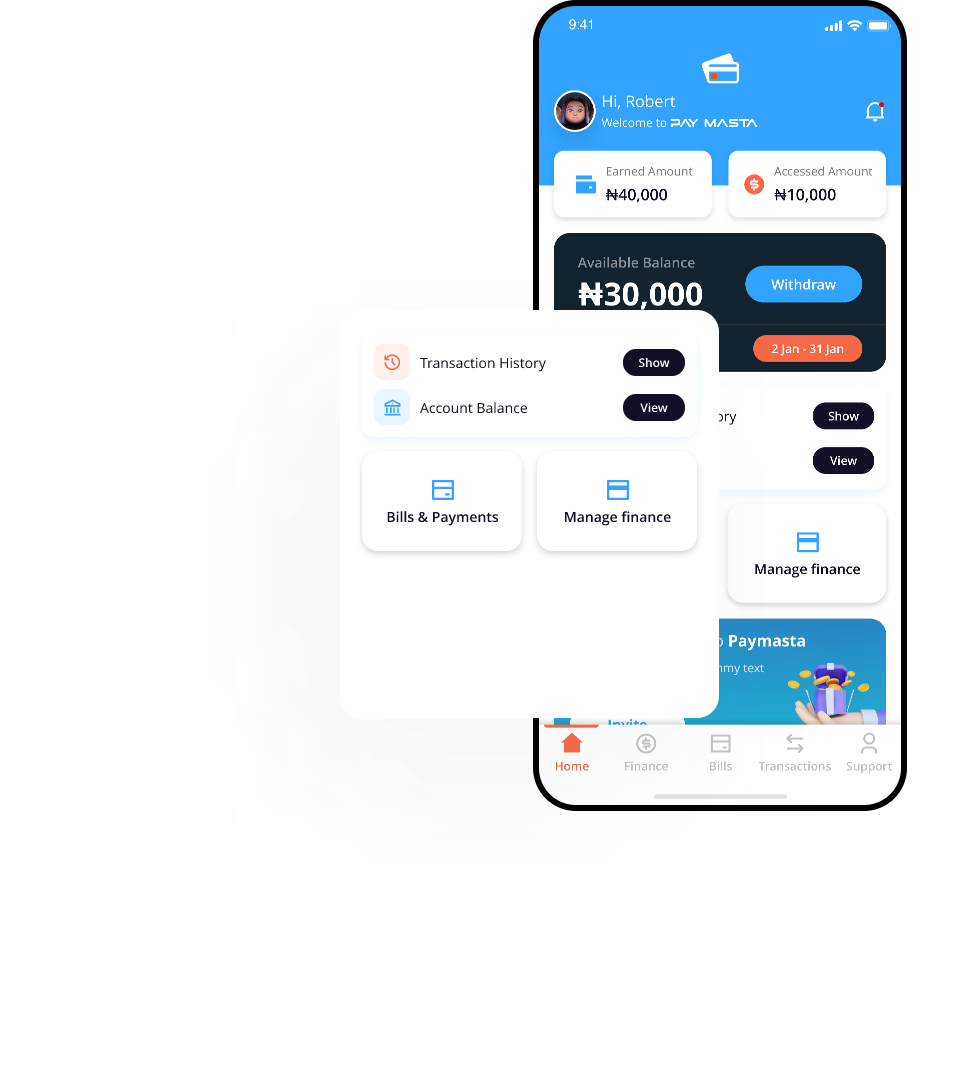 9:41
Hi, Robert
Welcome to PAY MASTA
Earned Amount
₦40,000
Accessed Amount
₦10,000
Available Balance
₦30,000
Withdraw
2 Jan - 31 Jan
Transaction History
Show
Account Balance
View
Bills & Payments
Manage finance
ory
Show
View
Manage finance
Paymasta
my text
Invite
Home
Finance
Bills
Transactions
Support